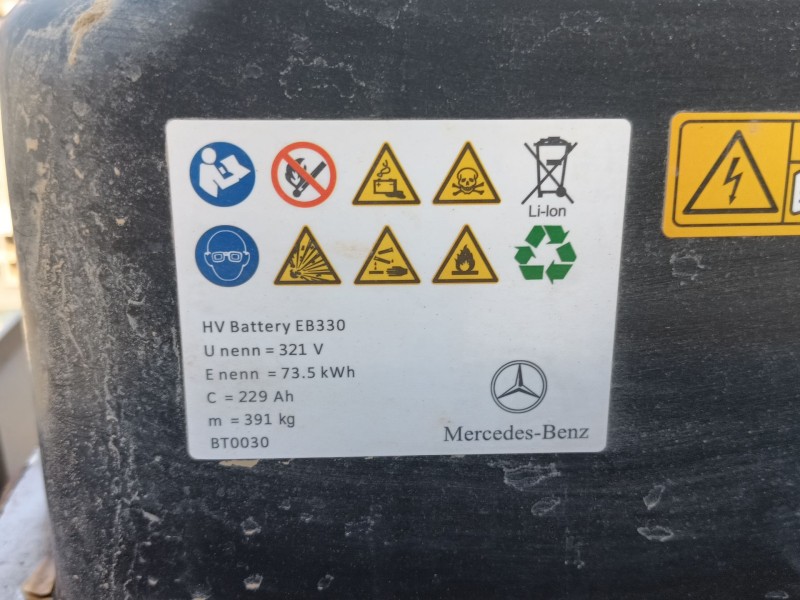 Li-Ion
HV Battery EB330
U nenn = 321 V
E nenn = 73.5 kWh
C = 229 Ah
m = 391 kg
BT0030
Mercedes-Benz